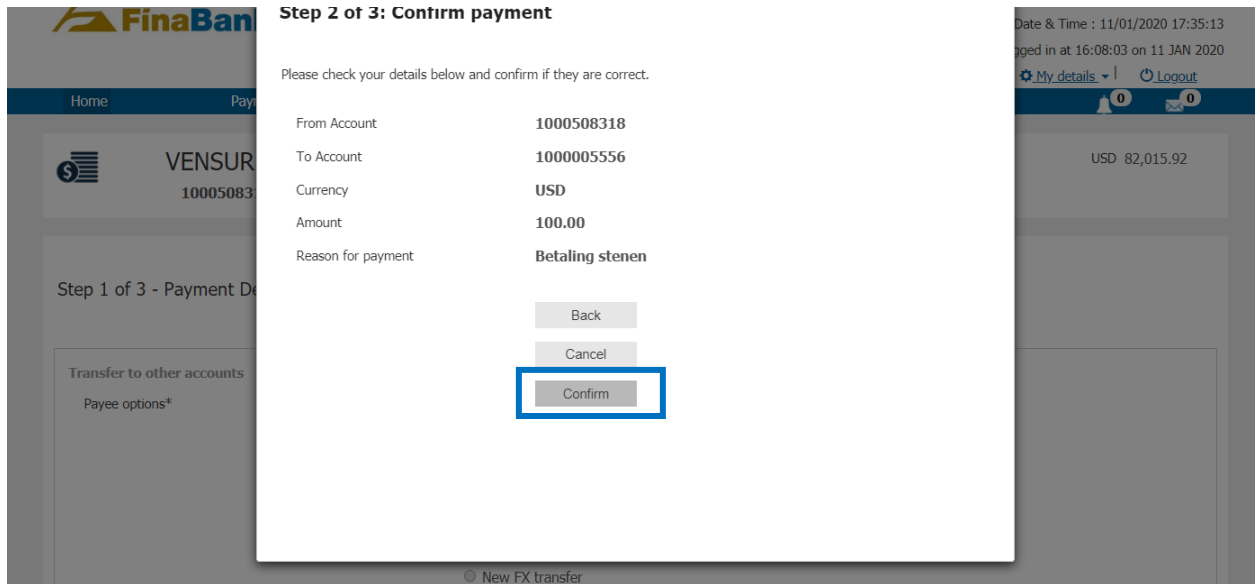 FinaBan
Step 2 of 3: Confirm payment
Date & Time : 11/01/2020 17:35:13
gged in at 16:08:03 on 11 JAN 2020
My details Logout
Please check your details below and confirm if they are correct.
Home Pay 0 0
From Account 1000508318
To Account 1000005556
Currency USD
Amount 100.00
Reason for payment Betaling stenen
VENSUR
10005083
USD 82,015.92
Step 1 of 3 - Payment De
Back
Cancel
Confirm
Transfer to other accounts
Payee options*
New FX transfer